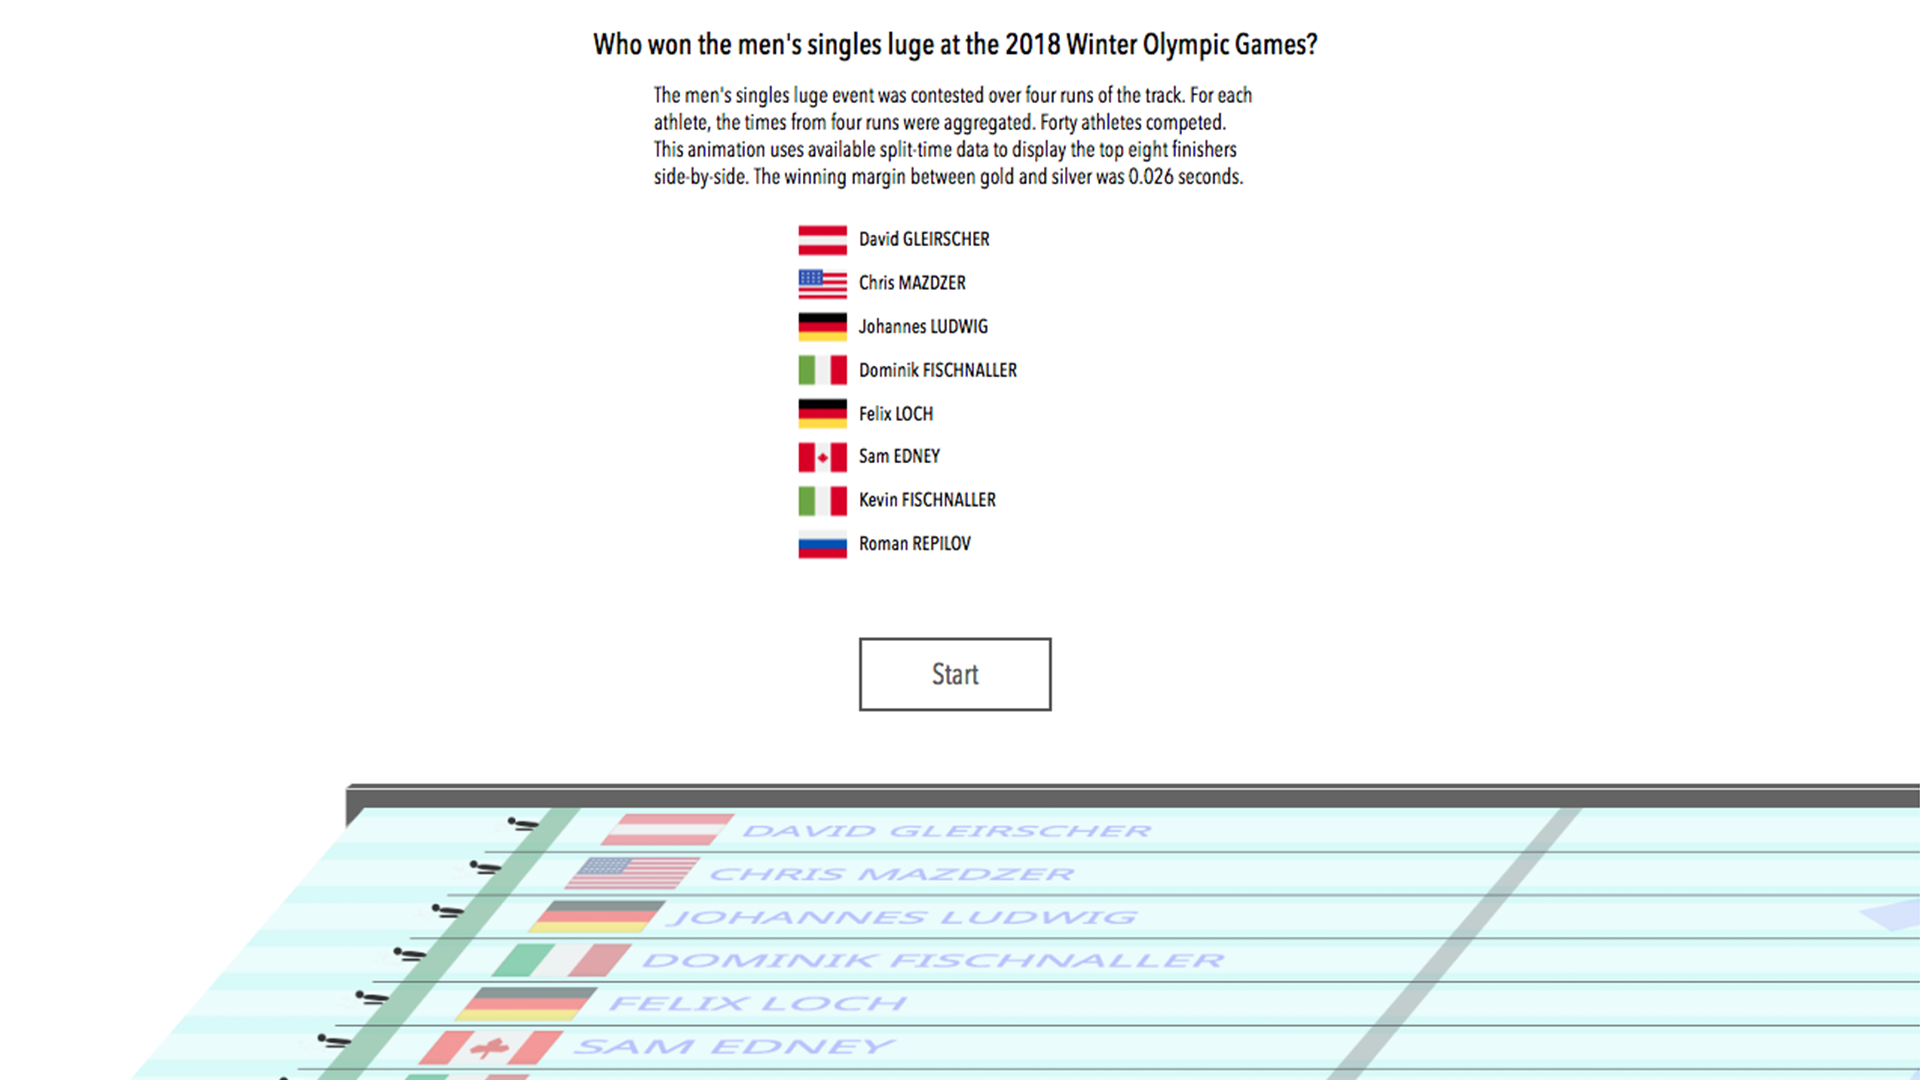 Who won the men's singles luge at the 2018 Winter Olympic Games?
The men's singles luge event was contested over four runs of the track. For each
athlete, the times from four runs were aggregated. Forty athletes competed.
This animation uses available split-time data to display the top eight finishers
side-by-side. The winning margin between gold and silver was 0.026 seconds.
David GLEIRSCHER
Chris MAZDZER
Johannes LUDWIG
Dominik FISCHNALLER
Felix LOCH
Sam EDNEY
Kevin FISCHNALLER
Roman REPILOV
Start
DAVID GLEIRSCHER
CHRIS MAZDZER
JOHANNES LUDWIG
DOMINIK FISCHNALLER
FELIX LOCH
SAM EDNEY